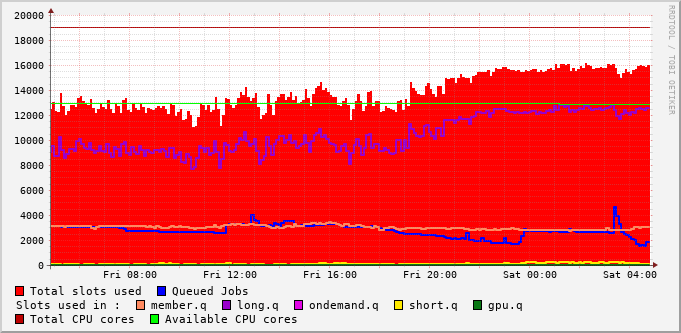 20000
18000
16000
14000
12000
10000
8000
6000
4000
2000
0
Fri 08:00 Fri 12:00 Fri 16:00 Fri 20:00 Sat 00:00 Sat 04:00
RRDTOOL / TOBI OETIKER
Total slots used Queued Jobs
Slots used in : member.q long.q ondemand.q short.q gpu.q
Total CPU cores Available CPU cores